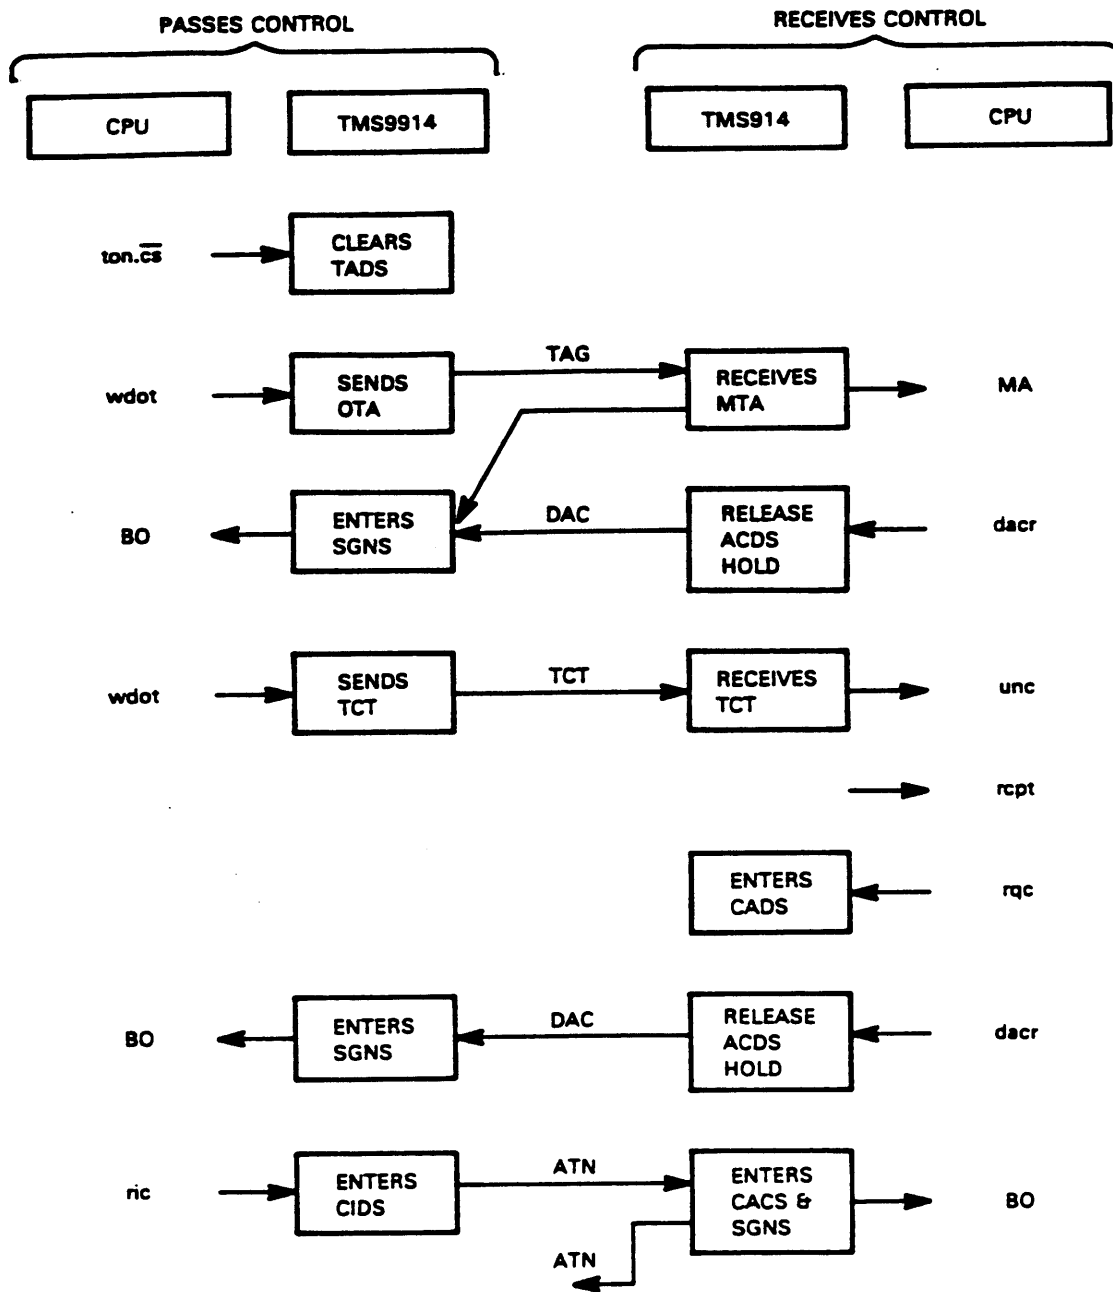 PASSES CONTROL
RECEIVES CONTROL
CPU
TMS9914
TMS914
CPU
ton.c̅s̅
CLEARS
TADS
wdot
SENDS
OTA
TAG
RECEIVES
MTA
MA
BO
ENTERS
SGNS
DAC
RELEASE
ACDS
HOLD
dacr
wdot
SENDS
TCT
TCT
RECEIVES
TCT
unc
rcpt
ENTERS
CADS
rqc
BO
ENTERS
SGNS
DAC
RELEASE
ACDS
HOLD
dacr
ric
ENTERS
CIDS
ATN
ENTERS
CACS &
SGNS
BO
ATN